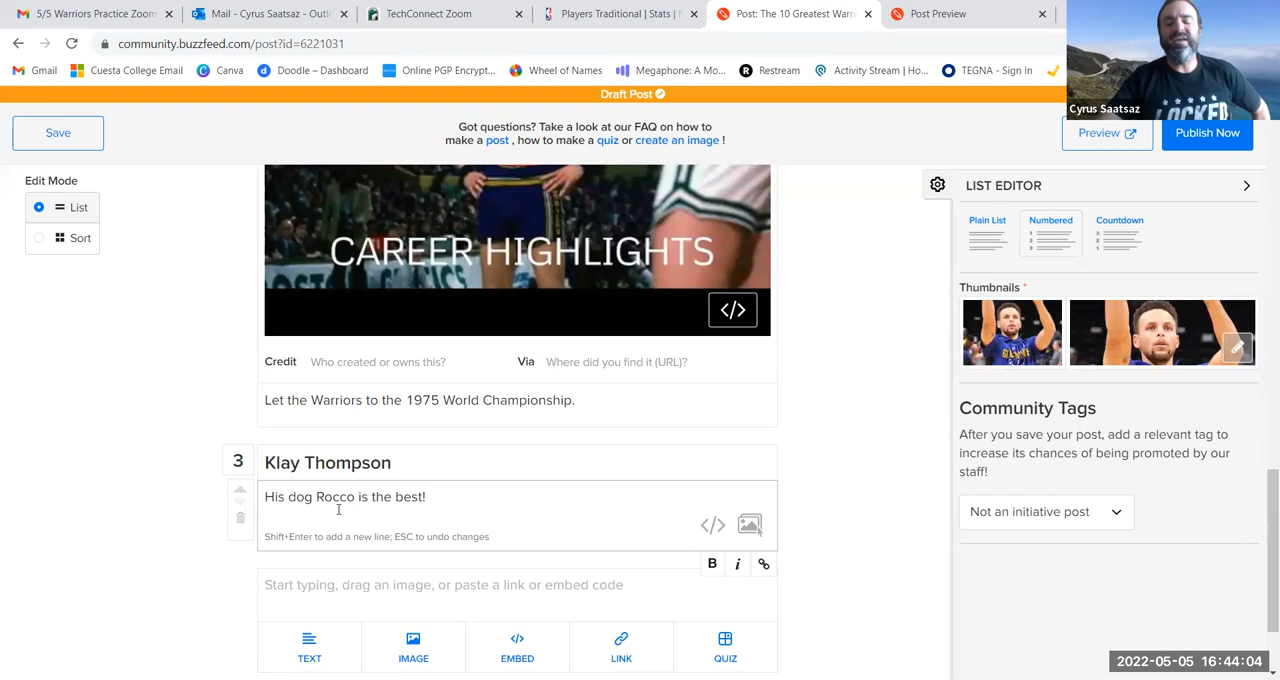 5/5 Warriors Practice Zoom
Mail - Cyrus Saatsaz - Outl
TechConnect Zoom
Players Traditional | Stats |
Post: The 10 Greatest Warri
Post Preview
community.buzzfeed.com/post?id=6221031
Gmail
Cuesta College Email
Canva
Doodle – Dashboard
Online PGP Encrypt...
Wheel of Names
Megaphone: A Mo...
Restream
Activity Stream | Ho...
TEGNA - Sign In
Cyrus Saatsaz
LOCKED
Draft Post
Save
Got questions? Take a look at our FAQ on how to
make a post , how to make a quiz or create an image !
Preview
Publish Now
Edit Mode
List
Sort
CAREER HIGHLIGHTS
</>
Credit Who created or owns this? Via Where did you find it (URL)?
Let the Warriors to the 1975 World Championship.
3
Klay Thompson
His dog Rocco is the best!
Shift+Enter to add a new line; ESC to undo changes
</>
B i
Start typing, drag an image, or paste a link or embed code
TEXT
IMAGE
EMBED
LINK
QUIZ
LIST EDITOR
Plain List
Numbered
Countdown
Thumbnails *
Community Tags
After you save your post, add a relevant tag to
increase its chances of being promoted by our
staff!
Not an initiative post
2022-05-05 16:44:04